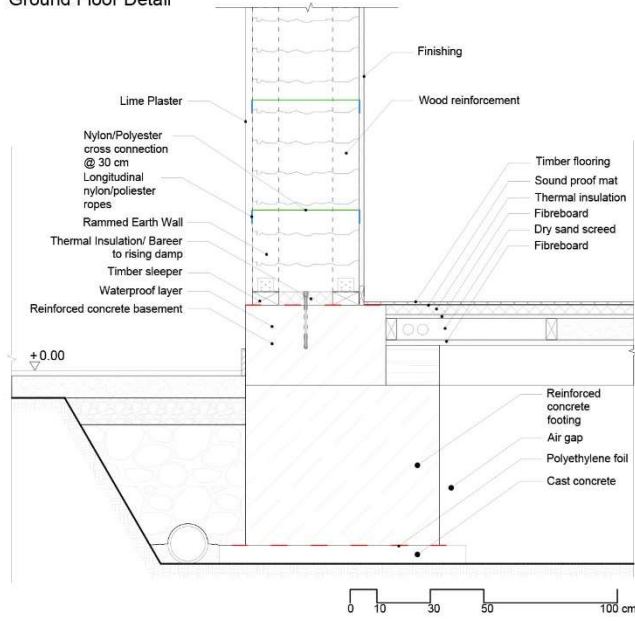 Ground Floor Detail
Finishing
Lime Plaster
Wood reinforcement
Nylon/Polyester
cross connection
@ 30 cm
Longitudinal
nylon/poliester
ropes
Rammed Earth Wall
Thermal Insulation/ Bareer
to rising damp
Timber sleeper
Waterproof layer
Reinforced concrete basement
Timber flooring
Sound proof mat
Thermal insulation
Fibreboard
Dry sand screed
Fibreboard
+0.00
Reinforced
concrete
footing
Air gap
Polyethylene foil
Cast concrete
0 10 30 50 100 cm